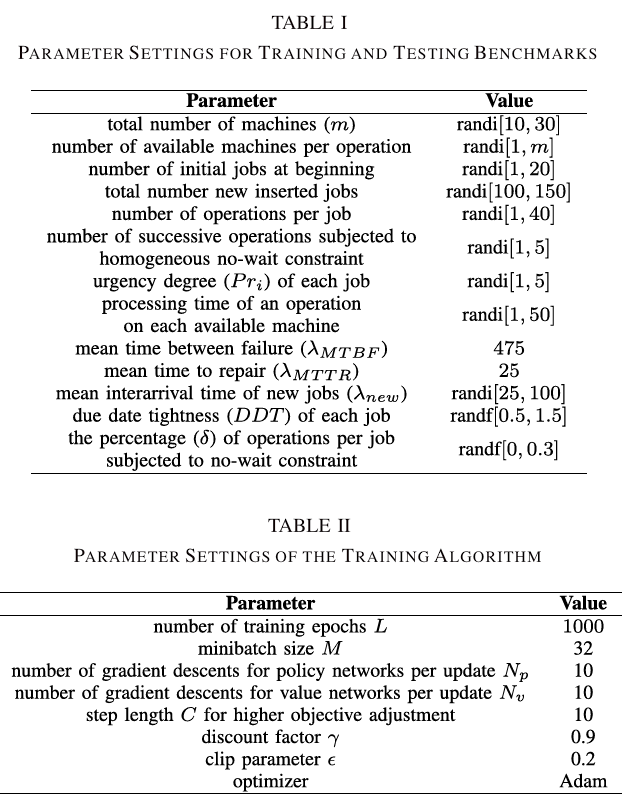 TABLE I
PARAMETER SETTINGS FOR TRAINING AND TESTING BENCHMARKS
Parameter Value
total number of machines (m) randi[10, 30]
number of available machines per operation randi[1, m]
number of initial jobs at beginning randi[1, 20]
total number new inserted jobs randi[100, 150]
number of operations per job randi[1, 40]
number of successive operations subjected to
homogeneous no-wait constraint randi[1, 5]
urgency degree (Pr_i) of each job randi[1, 5]
processing time of an operation
on each available machine randi[1, 50]
mean time between failure (λ_MTBF) 475
mean time to repair (λ_MTTR) 25
mean interarrival time of new jobs (λ_new) randi[25, 100]
due date tightness (DDT) of each job randf[0.5, 1.5]
the percentage (δ) of operations per job
subjected to no-wait constraint randf[0, 0.3]
TABLE II
PARAMETER SETTINGS OF THE TRAINING ALGORITHM
Parameter Value
number of training epochs L 1000
minibatch size M 32
number of gradient descents for policy networks per update N_p 10
number of gradient descents for value networks per update N_v 10
step length C for higher objective adjustment 10
discount factor γ 0.9
clip parameter ϵ 0.2
optimizer Adam